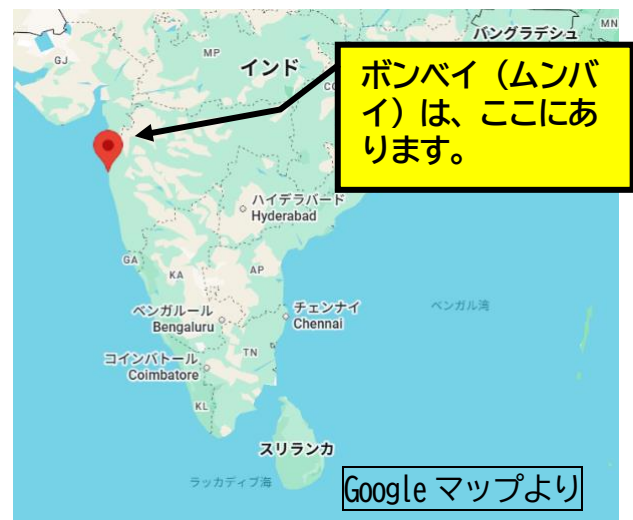 バングラデシュ
MN
GJ
MP
インド
ボンベイ（ムンバ
イ）は、ここにあ
ります。
ハイデラバード
Hyderabad
GA
KA
AP
ベンガルール
Bengaluru
チェンナイ
Chennai
ベンガル湾
コインバトール
Coimbatore
TN
KL
スリランカ
ラッカディブ海
Google マップより